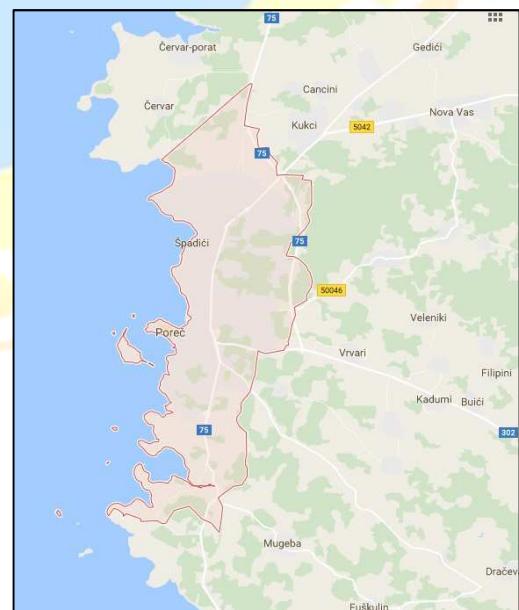 75
Červar-porat
Gedići
Cancini
Červar
Kukci
Nova Vas
5042
75
Špadići
75
50046
Poreč
Veleniki
Vrvari
Filipini
Kadumi
Buići
75
302
Mugeba
Dračeva
Fuškulin